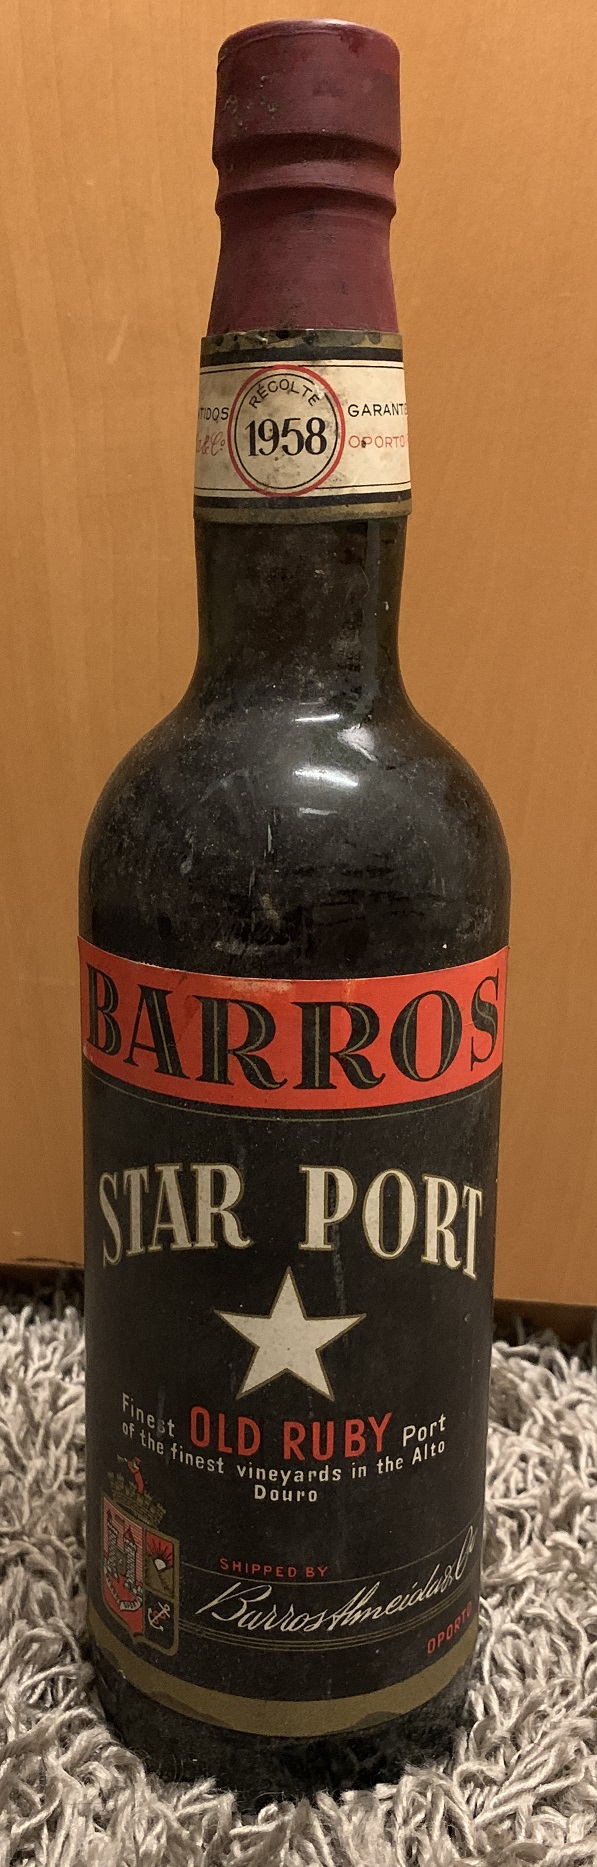 RÉCOLTE
1958
GARANT
OPORTO
BARROS
STAR PORT
Finest OLD RUBY Port
of the finest vineyards in the Alto
Douro
SHIPPED BY
Barros Almeida & Cº
OPORTO